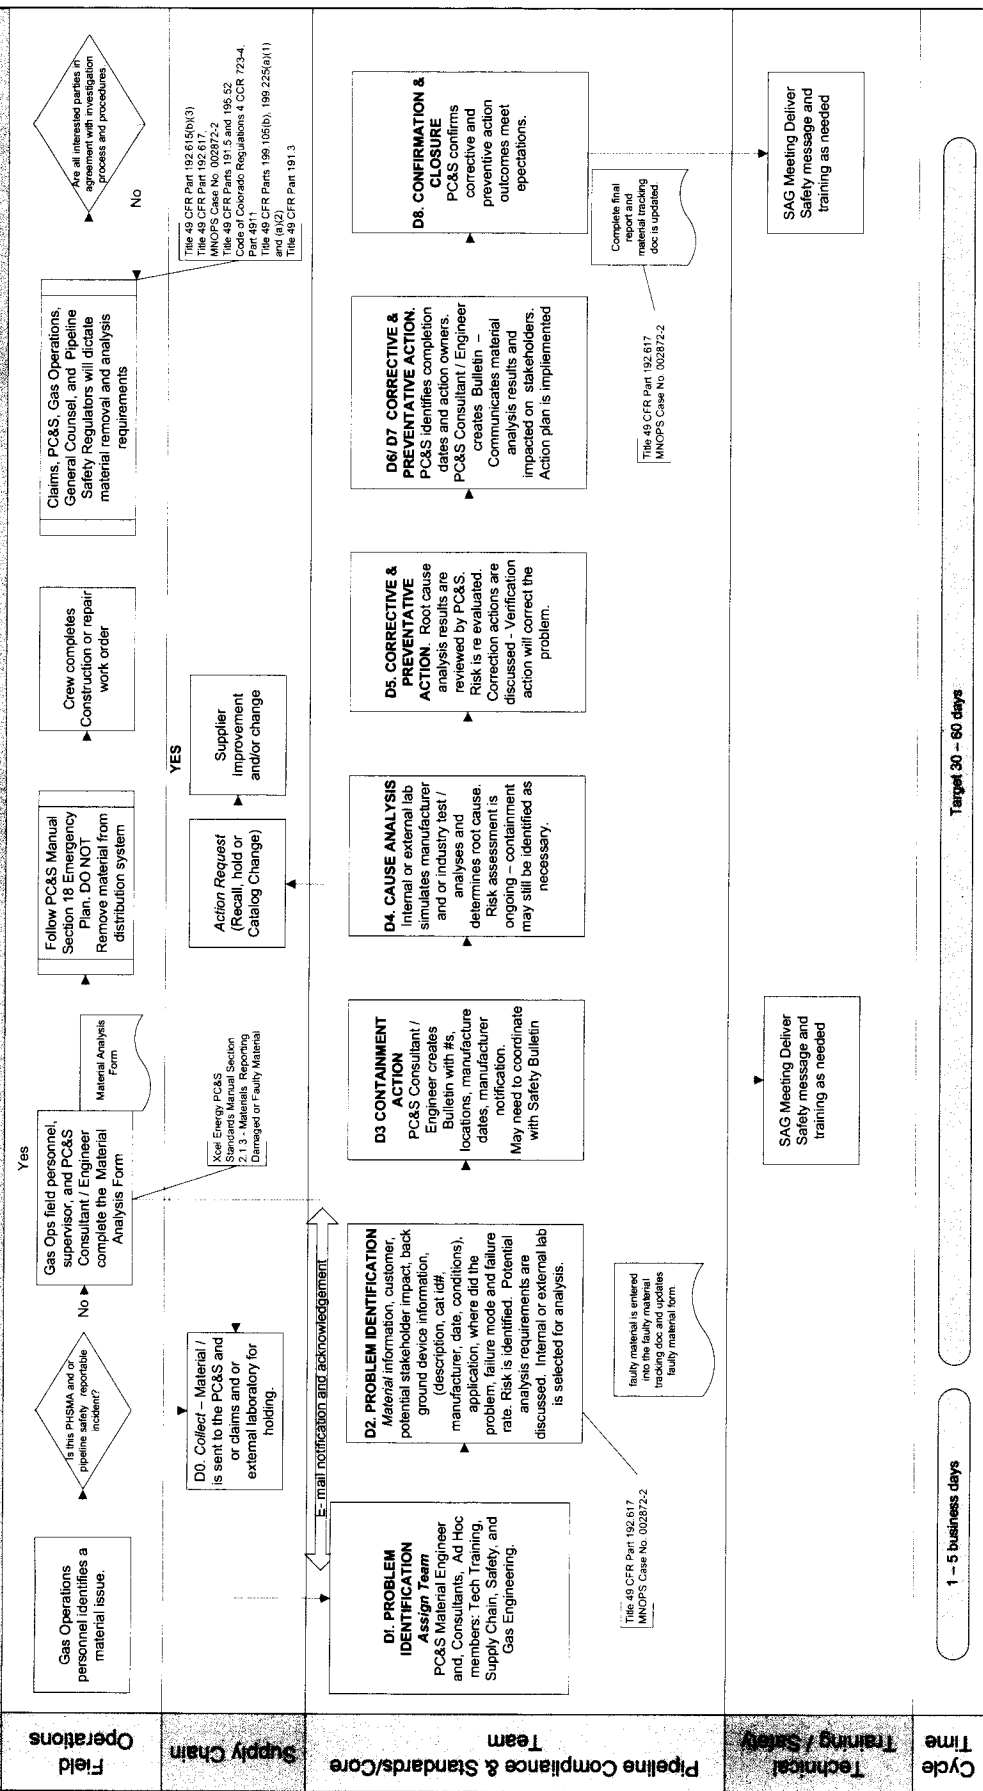 Field
Operations
Gas Operations
personnel identifies a
material issue.
Is this PHSMA and or
pipeline safety reportable
incident?
No
Yes
Gas Ops field personnel,
supervisor, and PC&S
Consultant / Engineer
complete the Material
Analysis Form
Material Analysis
Form
Xcel Energy PC&S
Standards Manual Section
2.1.3 - Materials Reporting
Damaged or Faulty Material
Follow PC&S Manual
Section 18 Emergency
Plan. DO NOT
Remove material from
distribution system
Crew completes
Construction or repair
work order
Claims, PC&S, Gas Operations,
General Counsel, and Pipeline
Safety Regulators will dictate
material removal and analysis
requirements
Are all interested parties in
agreement with investigation
process and procedures.
No
Title 49 CFR Part 192.615(b)(3)
Title 49 CFR Part 192.617,
MNOPS Case No. 002872-2
Title 49 CFR Parts 191.5 and 195.52
Code of Colorado Regulations 4 CCR 723-4,
Part 4911
Title 49 CFR Parts 199.105(b), 199.225(a)(1)
and (a)(2)
Title 49 CFR Part 191.3
Supply Chain
D0. Collect – Material /
is sent to the PC&S and
or claims and or
external laboratory for
holding.
Action Request
(Recall, hold or
Catalog Change)
YES
Supplier
Improvement
and/or change
Pipeline Compliance & Standards/Core
Team
E- mail notification and acknowledgement
D!. PROBLEM
IDENTIFICATION
Assign Team
PC&S Material Engineer
and, Consultants, Ad Hoc
members: Tech Training,
Supply Chain, Safety, and
Gas Engineering.
D2. PROBLEM IDENTIFICATION
Material information, customer,
potential stakeholder impact, back
ground device information,
(description, cat id#,
manufacturer, date, conditions),
application, where did the
problem, failure mode and failure
rate. Risk is identified. Potential
analysis requirements are
discussed. Internal or external lab
is selected for analysis.
Title 49 CFR Part 192.617
MNOPS Case No. 002872-2
faulty material is entered
into the faulty material
tracking doc and updates
faulty material form.
D3 CONTAINMENT
ACTION
PC&S Consultant /
Engineer creates
Bulletin with #s,
locations, manufacture
dates, manufacturer
notification.
May need to coordinate
with Safety Bulletin
D4. CAUSE ANALYSIS
Internal or external lab
simulates manufacturer
and or industry test /
analyses and
determines root cause.
Risk assessment is
ongoing – containment
may still be identified as
necessary.
D5. CORRECTIVE &
PREVENTATIVE
ACTION. Root cause
analysis results are
reviewed by PC&S.
Risk is re evaluated.
Correction actions are
discussed - Verification
action will correct the
problem.
D6/ D7 CORRECTIVE &
PREVENTATIVE ACTION.
PC&S identifies completion
dates and action owners.
PC&S Consultant / Engineer
creates Bulletin –
Communicates material
analysis results and
impacted on stakeholders.
Action plan is impliemented
D8. CONFIRMATION &
CLOSURE
PC&S confirms
corrective and
preventive action
outcomes meet
epectations.
Complete final
report and
material tracking
doc is updated.
Title 49 CFR Part 192.617
MNOPS Case No. 002872-2
Technical
Training / Safety
SAG Meeting Deliver
Safety message and
training as needed
SAG Meeting Deliver
Safety message and
training as needed
Cycle
Time
1 – 5 business days
Target 30 – 60 days